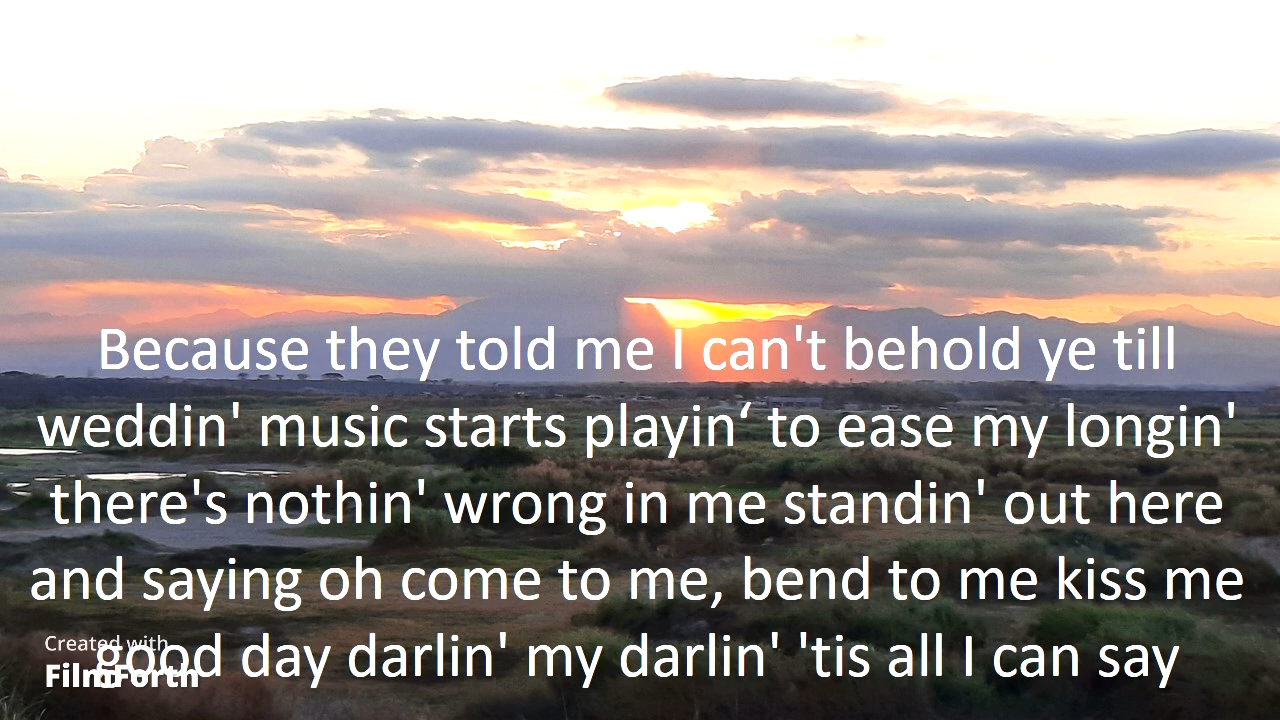 Because they told me I can't behold ye till
weddin' music starts playin‘ to ease my longin'
there's nothin' wrong in me standin' out here
and saying oh come to me, bend to me kiss me
good day darlin' my darlin' 'tis all I can say
Created with
FilmForth